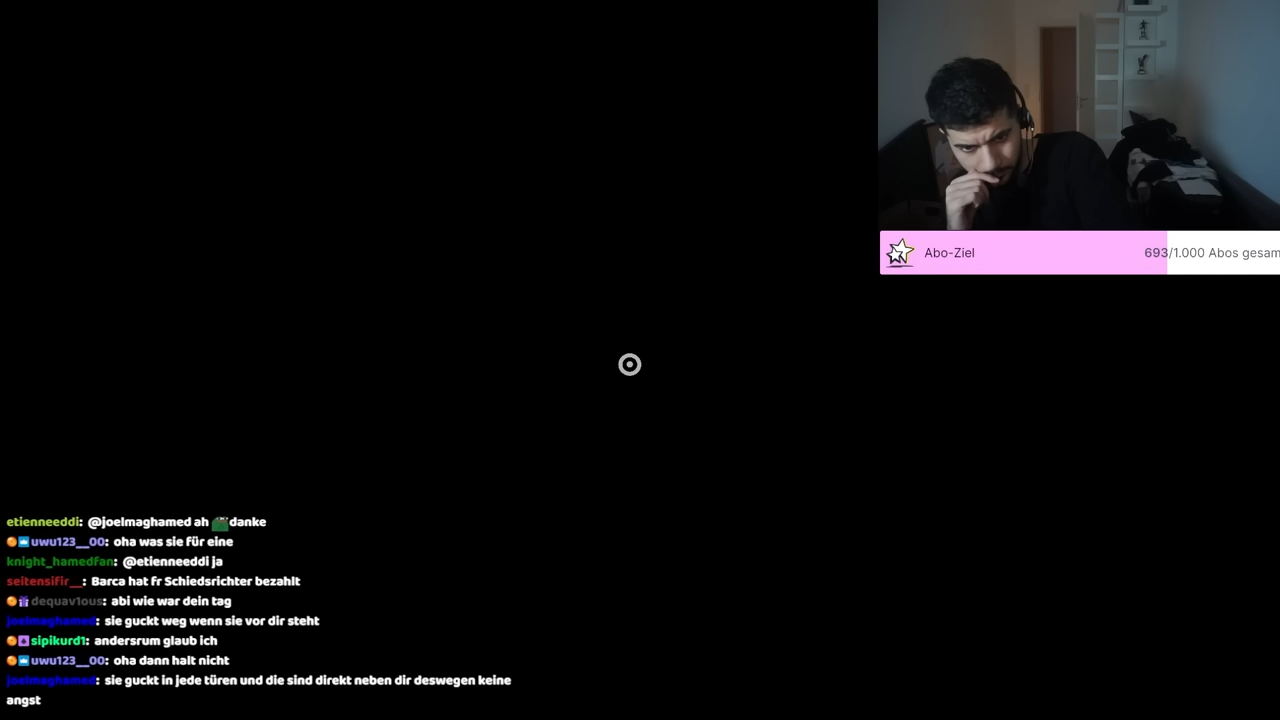 Abo-Ziel
693/1.000 Abos gesam
etienneeddi: @joelmaghamed ah danke
uwu123__00: oha was sie für eine
knight_hamedfan: @etienneeddi ja
seitensifir__: Barca hat fr Schiedsrichter bezahlt
dequav1ous: abi wie war dein tag
joelmaghamed: sie guckt weg wenn sie vor dir steht
sipikurd1: andersrum glaub ich
uwu123__00: oha dann halt nicht
joelmaghamed: sie guckt in jede türen und die sind direkt neben dir deswegen keine
angst